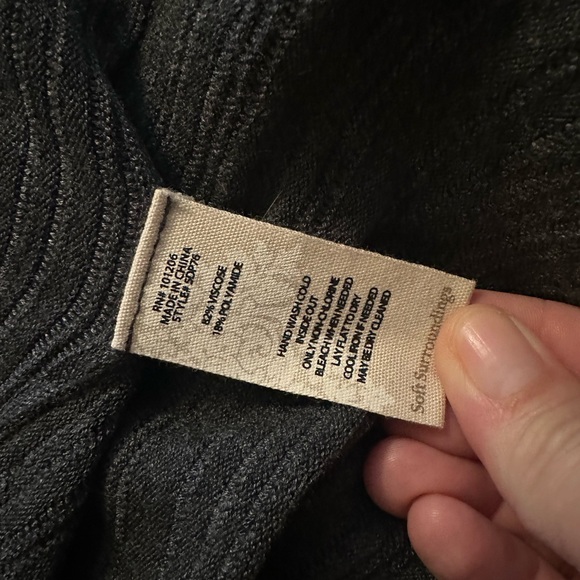 RN# 101206
MADE IN CHINA
STYLE# 5DP76
82% VISCOSE
18% POLYAMIDE
HAND WASH COLD
INSIDE OUT
ONLY NON-CHLORINE
BLEACH WHEN NEEDED
LAY FLAT TO DRY
COOL IRON IF NEEDED
MAY BE DRY CLEANED
Soft Surroundings